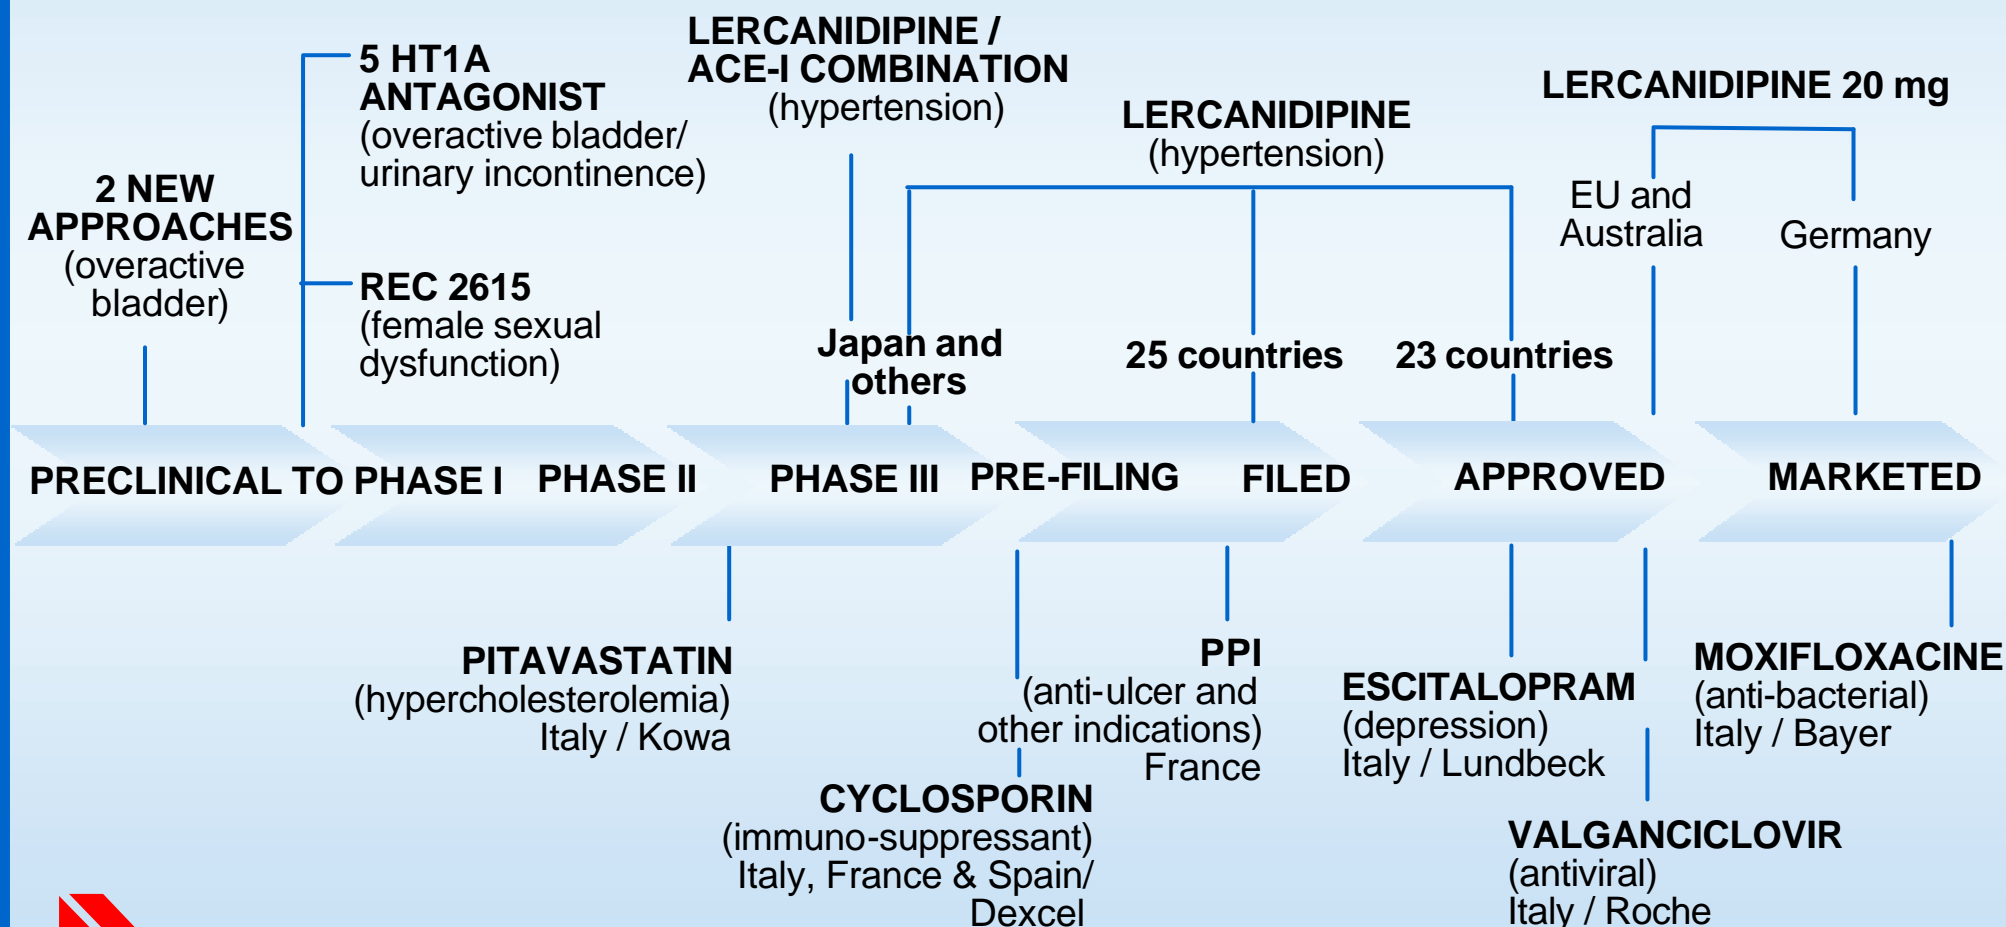 2 NEW
APPROACHES
(overactive
bladder)
5 HT1A
ANTAGONIST
(overactive bladder/
urinary incontinence)
REC 2615
(female sexual
dysfunction)
LERCANIDIPINE /
ACE-I COMBINATION
(hypertension)
LERCANIDIPINE
(hypertension)
Japan and
others
25 countries
23 countries
LERCANIDIPINE 20 mg
EU and
Australia
Germany
PRECLINICAL TO PHASE I
PHASE II
PHASE III
PRE-FILING
FILED
APPROVED
MARKETED
PITAVASTATIN
(hypercholesterolemia)
Italy / Kowa
CYCLOSPORIN
(immuno-suppressant)
Italy, France & Spain/
Dexcel
PPI
(anti-ulcer and
other indications)
France
ESCITALOPRAM
(depression)
Italy / Lundbeck
VALGANCICLOVIR
(antiviral)
Italy / Roche
MOXIFLOXACINE
(anti-bacterial)
Italy / Bayer